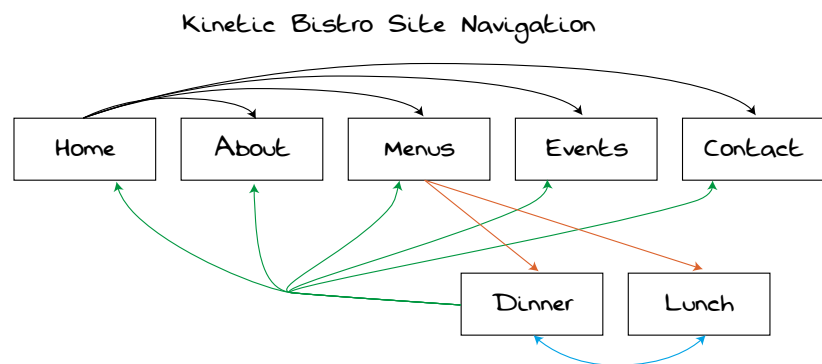 Kinetic Bistro Site Navigation
Home
About
Menus
Events
Contact
Dinner
Lunch